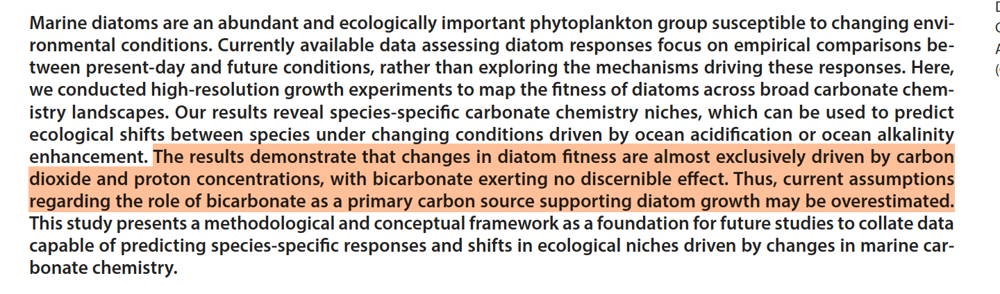 Marine diatoms are an abundant and ecologically important phytoplankton group susceptible to changing envi-
ronmental conditions. Currently available data assessing diatom responses focus on empirical comparisons be-
tween present-day and future conditions, rather than exploring the mechanisms driving these responses. Here,
we conducted high-resolution growth experiments to map the fitness of diatoms across broad carbonate chem-
istry landscapes. Our results reveal species-specific carbonate chemistry niches, which can be used to predict
ecological shifts between species under changing conditions driven by ocean acidification or ocean alkalinity
enhancement. The results demonstrate that changes in diatom fitness are almost exclusively driven by carbon
dioxide and proton concentrations, with bicarbonate exerting no discernible effect. Thus, current assumptions
regarding the role of bicarbonate as a primary carbon source supporting diatom growth may be overestimated.
This study presents a methodological and conceptual framework as a foundation for future studies to collate data
capable of predicting species-specific responses and shifts in ecological niches driven by changes in marine car-
bonate chemistry.